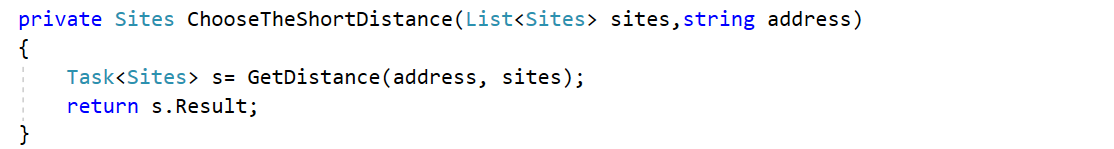 private Sites ChooseTheShortDistance(List<Sites> sites,string address)
{
    Task<Sites> s= GetDistance(address, sites);
    return s.Result;
}